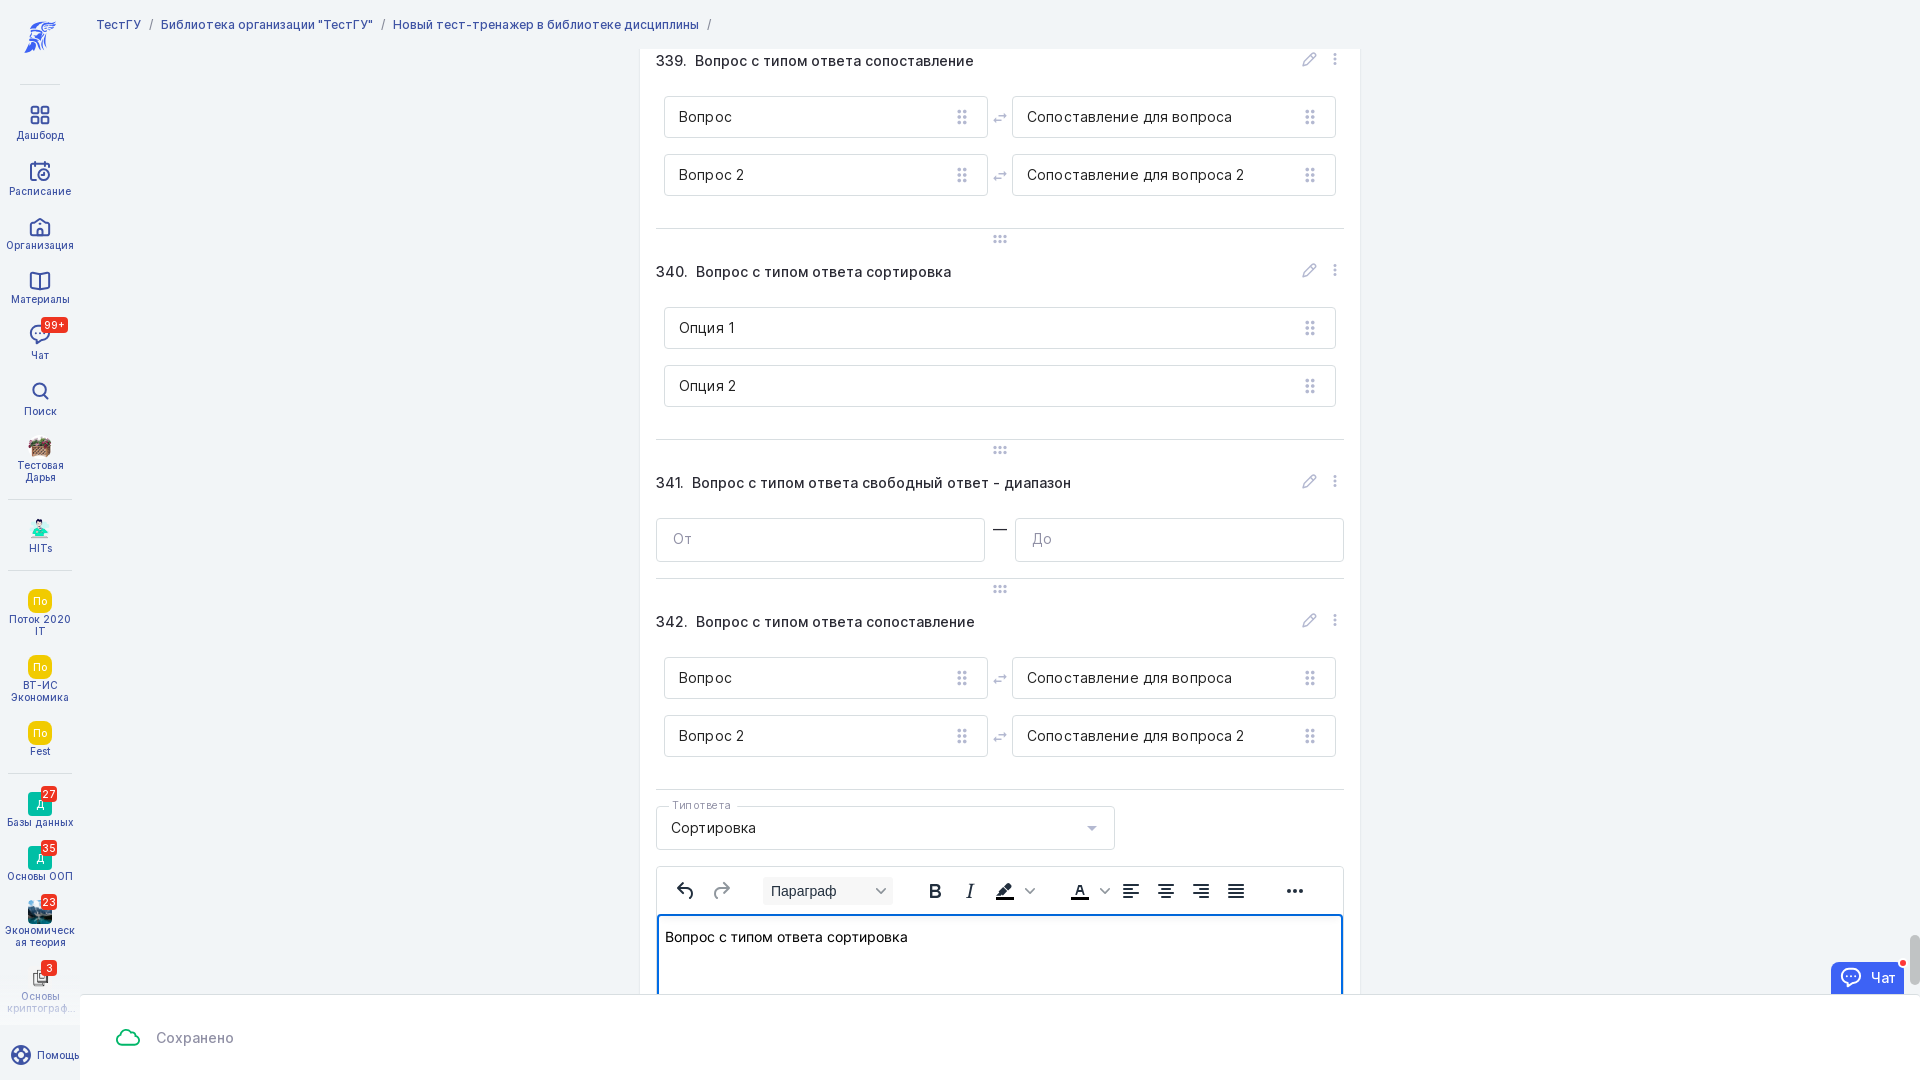 ТестГУ / Библиотека организации "ТестГУ" / Новый тест-тренажер в библиотеке дисциплины /
Дашборд
Расписание
Организация
Материалы
99+
Чат
Поиск
Тестовая
Дарья
HITs
По
Поток 2020
IT
По
ВТ-ИС
Экономика
По
Fest
27
Д
Базы данных
35
Д
Основы ООП
23
Экономическ
ая теория
3
Основы
криптограф...
Помощь
339. Вопрос с типом ответа сопоставление
Вопрос
Сопоставление для вопроса
Вопрос 2
Сопоставление для вопроса 2
340. Вопрос с типом ответа сортировка
Опция 1
Опция 2
341. Вопрос с типом ответа свободный ответ - диапазон
От — До
342. Вопрос с типом ответа сопоставление
Вопрос
Сопоставление для вопроса
Вопрос 2
Сопоставление для вопроса 2
Тип ответа
Сортировка
Параграф B I A
Вопрос с типом ответа сортировка
Чат
Сохранено